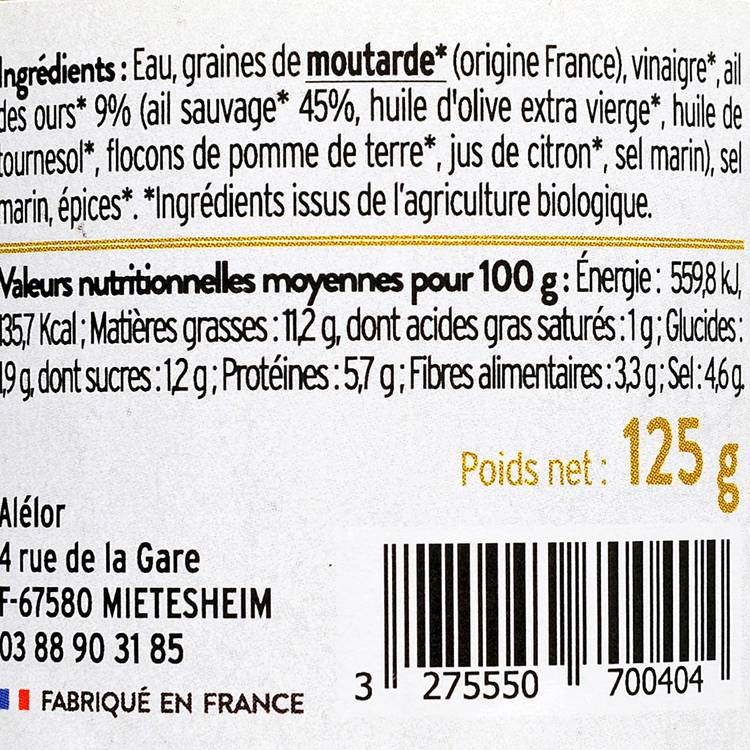 Ingrédients : Eau, graines de moutarde* (origine France), vinaigre*, ail
des ours* 9% (ail sauvage* 45%, huile d'olive extra vierge*, huile de
tournesol*, flocons de pomme de terre*, jus de citron*, sel marin), sel
marin, épices*. *Ingrédients issus de l'agriculture biologique.
Valeurs nutritionnelles moyennes pour 100 g : Énergie : 559,8 kJ,
135,7 Kcal ; Matières grasses : 11,2 g, dont acides gras saturés : 1 g ; Glucides :
1,9 g, dont sucres : 1,2 g ; Protéines : 5,7 g ; Fibres alimentaires : 3,3 g ; Sel : 4,6 g.
Poids net : 125 g
Alélor
4 rue de la Gare
F-67580 MIETESHEIM
03 88 90 31 85
FABRIQUÉ EN FRANCE
3 275550 700404